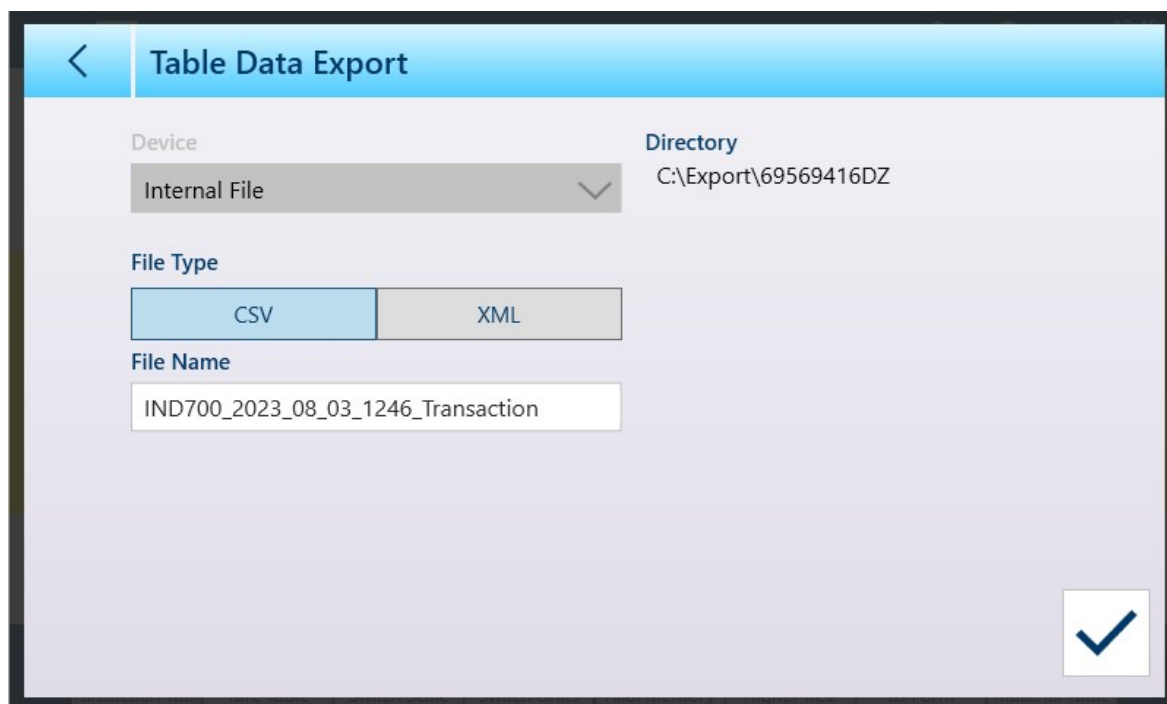 Table Data Export
Device
Internal File
Directory
C:\Export\69569416DZ
File Type
CSV
XML
File Name
IND700_2023_08_03_1246_Transaction